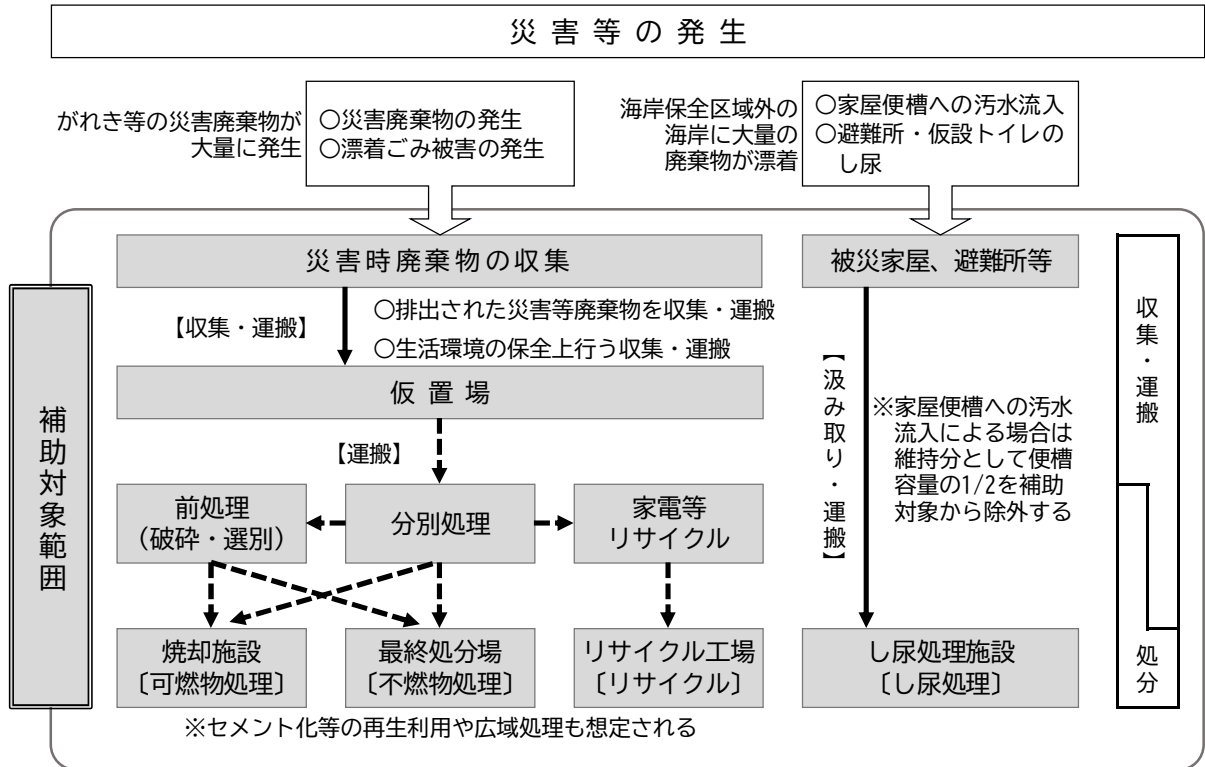 災害等の発生
がれき等の災害廃棄物が
大量に発生
○災害廃棄物の発生
○漂着ごみ被害の発生
海岸保全区域外の
海岸に大量の
廃棄物が漂着
○家屋便槽への汚水流入
○避難所・仮設トイレの
し尿
補助対象範囲
災害時廃棄物の収集
【収集・運搬】
○排出された災害等廃棄物を収集・運搬
○生活環境の保全上行う収集・運搬
仮置場
【運搬】
前処理
（破砕・選別）
分別処理
家電等
リサイクル
焼却施設
〔可燃物処理〕
最終処分場
〔不燃物処理〕
リサイクル工場
〔リサイクル〕
※セメント化等の再生利用や広域処理も想定される
被災家屋、避難所等
【汲み取り・運搬】
※家屋便槽への汚水
流入による場合は
維持分として便槽
容量の1/2を補助
対象から除外する
し尿処理施設
〔し尿処理〕
収集・運搬
処分